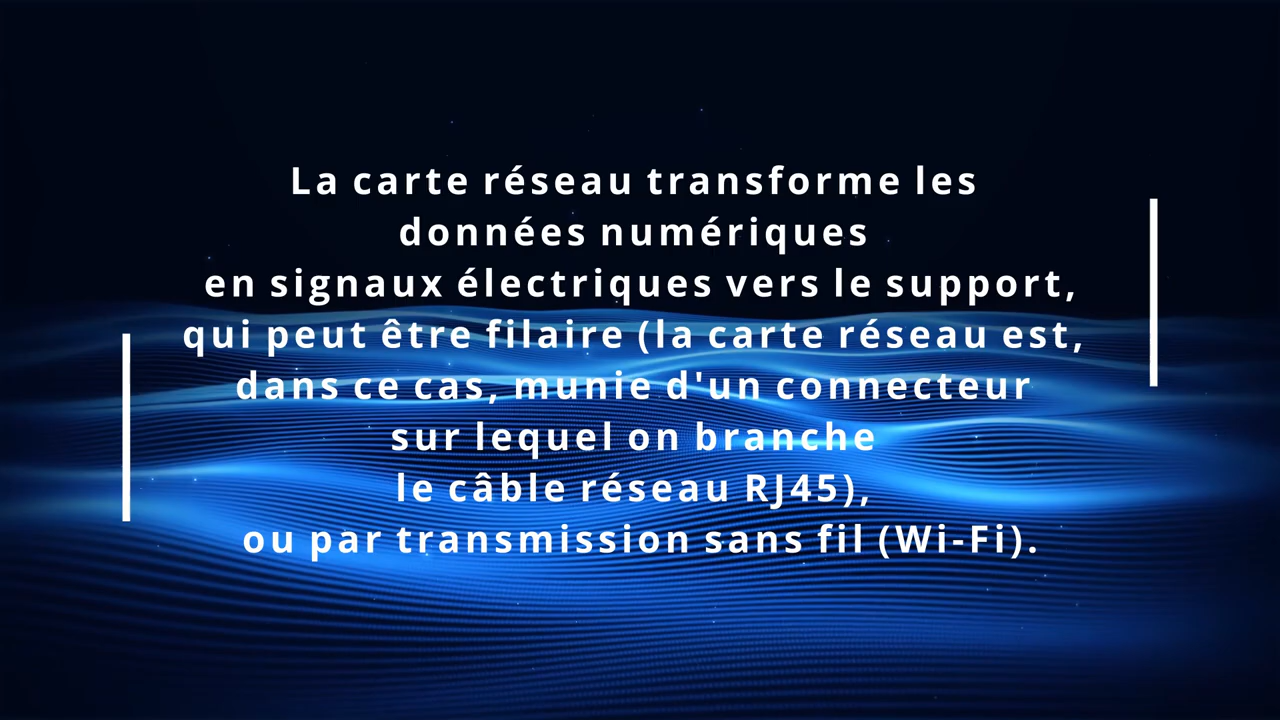 La carte réseau transforme les
données numériques
en signaux électriques vers le support,
qui peut être filaire (la carte réseau est,
dans ce cas, munie d'un connecteur
sur lequel on branche
le câble réseau RJ45),
ou par transmission sans fil (Wi-Fi).